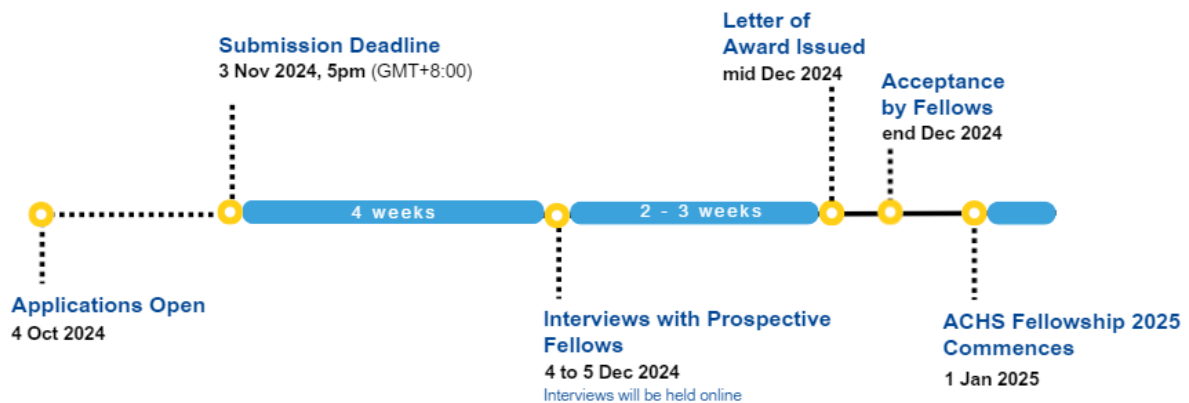 Submission Deadline
3 Nov 2024, 5pm (GMT+8:00)
Letter of
Award Issued
mid Dec 2024
Acceptance
by Fellows
end Dec 2024
4 weeks
2 - 3 weeks
Applications Open
4 Oct 2024
Interviews with Prospective
Fellows
4 to 5 Dec 2024
Interviews will be held online
ACHS Fellowship 2025
Commences
1 Jan 2025